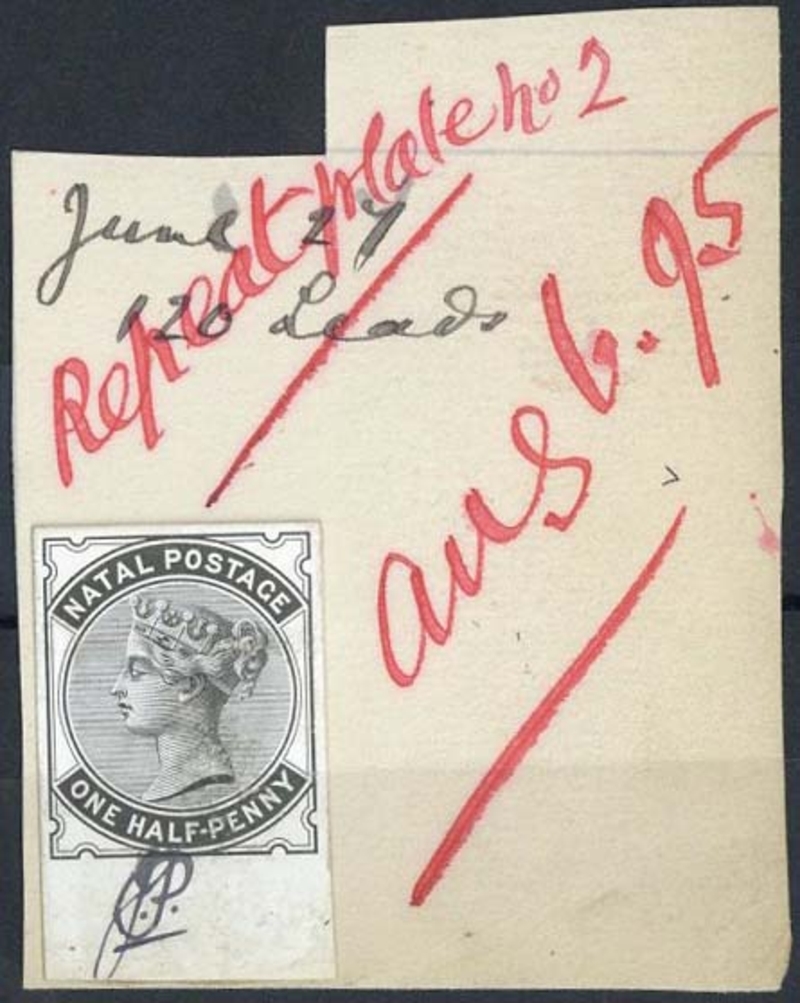 Repeat plate no 2
June 27
120 Leads
Aug 6. 95
NATAL POSTAGE
ONE HALF-PENNY